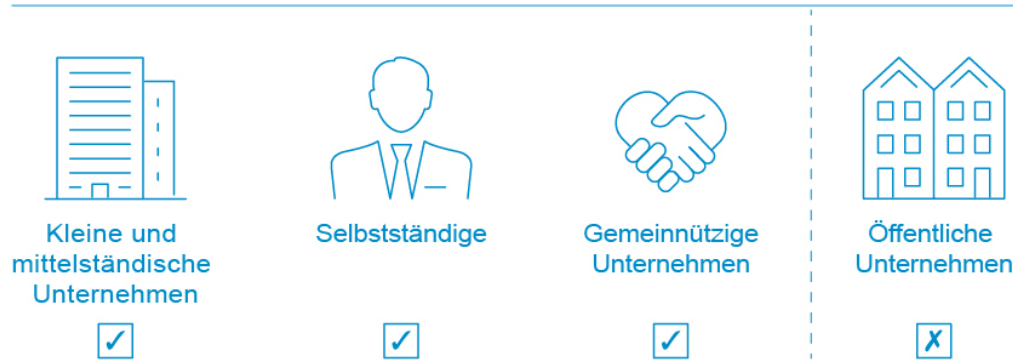 Kleine und
mittelständische
Unternehmen
Selbstständige
Gemeinnützige
Unternehmen
Öffentliche
Unternehmen
✓
✓
✓
✗